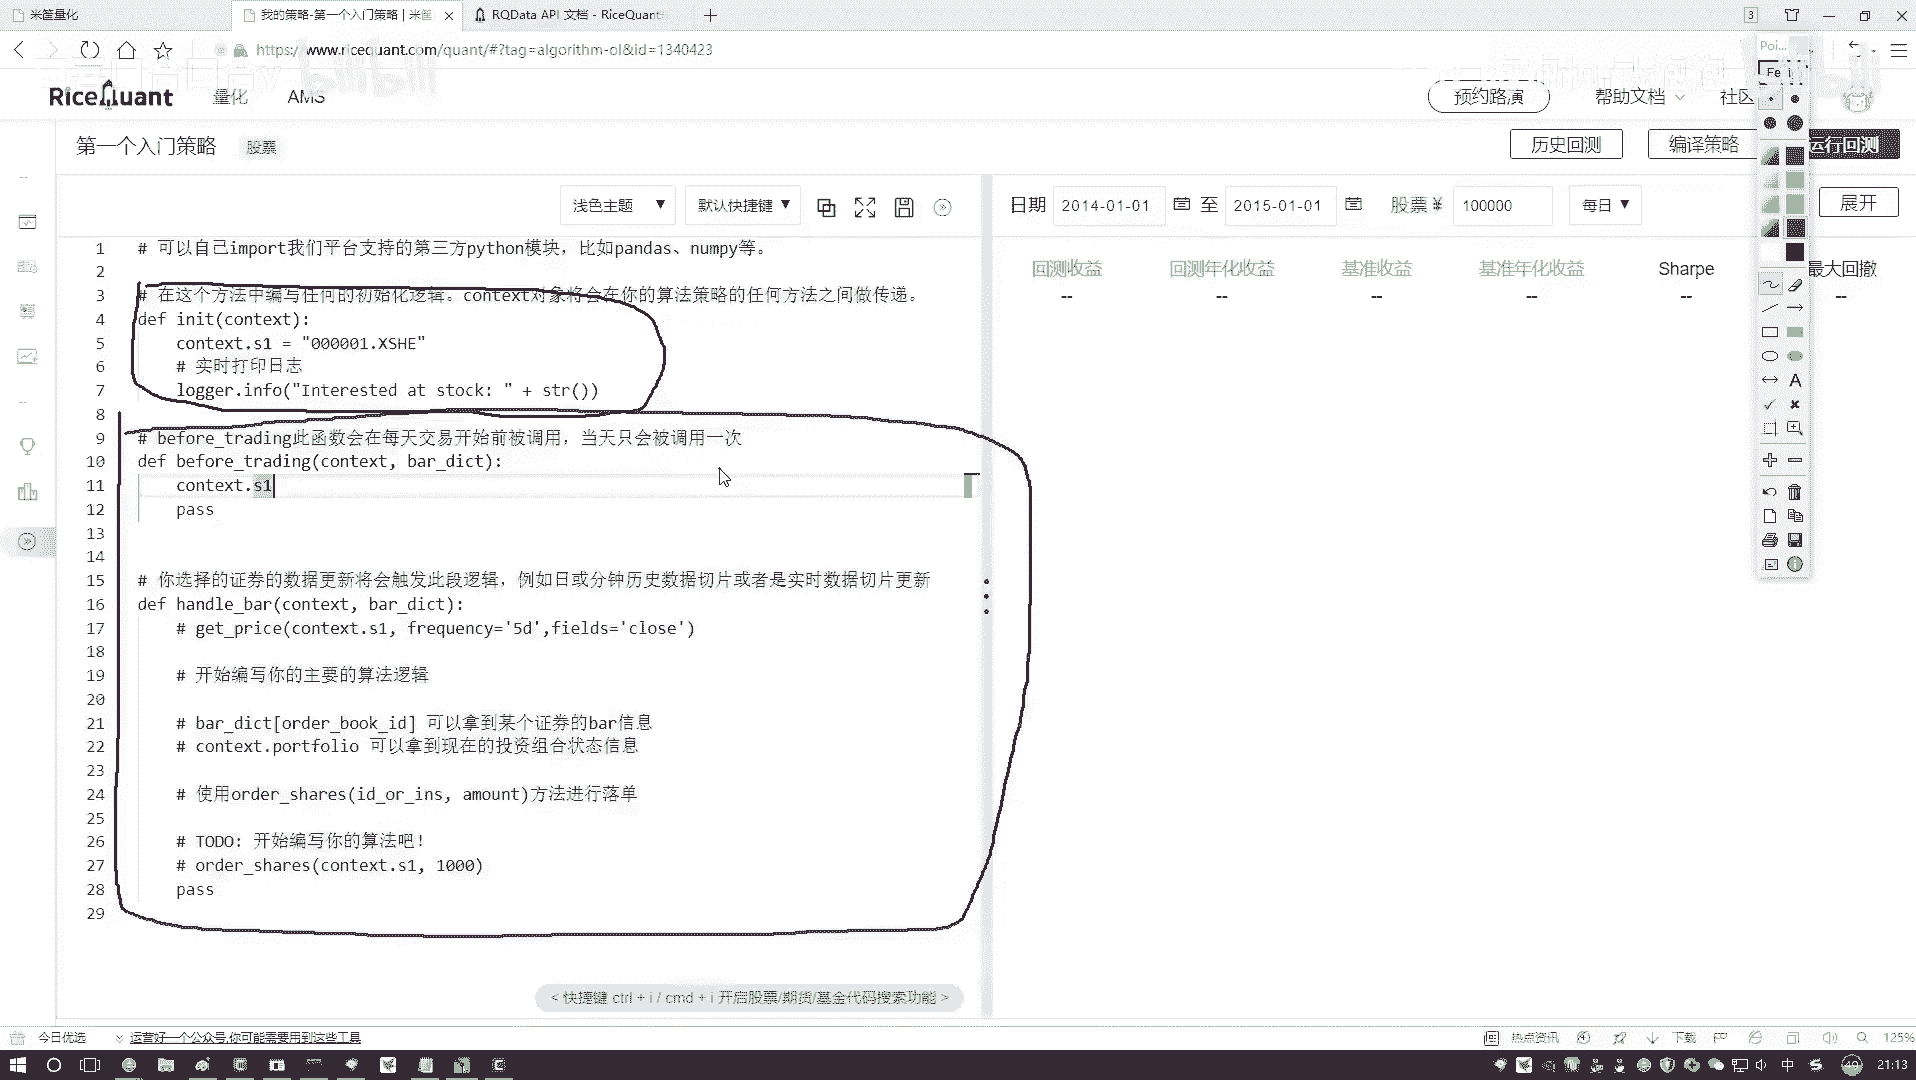 米筐量化
我的策略-第一个入门策略 | 米筐
RQData API 文档 - RiceQuant
3
https://www.ricequant.com/quant/#?tag=algorithm-ol&id=1340423
Poi...
RiceQuant 量化 AMS
预约路演 帮助文档 社区
第一个入门策略 股票
历史回测 编译策略 运行回测
浅色主题 默认快捷键
日期 2014-01-01 至 2015-01-01 股票 ¥ 100000 每日 展开
回测收益 回测年化收益 基准收益 基准年化收益 Sharpe 最大回撤
-- -- -- -- -- --
1 # 可以自己import我们平台支持的第三方python模块，比如pandas、numpy等。
2
3 # 在这个方法中编写任何的初始化逻辑。context对象将会在你的算法策略的任何方法之间做传递。
4 def init(context):
5 context.s1 = "000001.XSHE"
6 # 实时打印日志
7 logger.info("Interested at stock: " + str())
8
9 # before_trading此函数会在每天交易开始前被调用，当天只会被调用一次
10 def before_trading(context, bar_dict):
11 context.s1
12 pass
13
14
15 # 你选择的证券的数据更新将会触发此段逻辑，例如日或分钟历史数据切片或者是实时数据切片更新
16 def handle_bar(context, bar_dict):
17 # get_price(context.s1, frequency='5d',fields='close')
18
19 # 开始编写你的主要的算法逻辑
20
21 # bar_dict[order_book_id] 可以拿到某个证券的bar信息
22 # context.portfolio 可以拿到现在的投资组合状态信息
23
24 # 使用order_shares(id_or_ins, amount)方法进行落单
25
26 # TODO: 开始编写你的算法吧！
27 # order_shares(context.s1, 1000)
28 pass
29
< 快捷键 ctrl + i / cmd + i 开启股票/期货/基金代码搜索功能 >
今日优选 运营好一个公众号,你可能需要用到这些工具
热点资讯 下载 125%
中 49 21:13